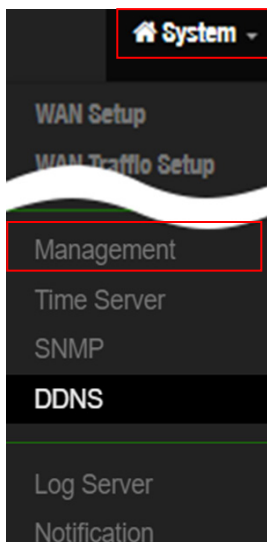 System
WAN Setup
WAN Traffic Setup
Management
Time Server
SNMP
DDNS
Log Server
Notification